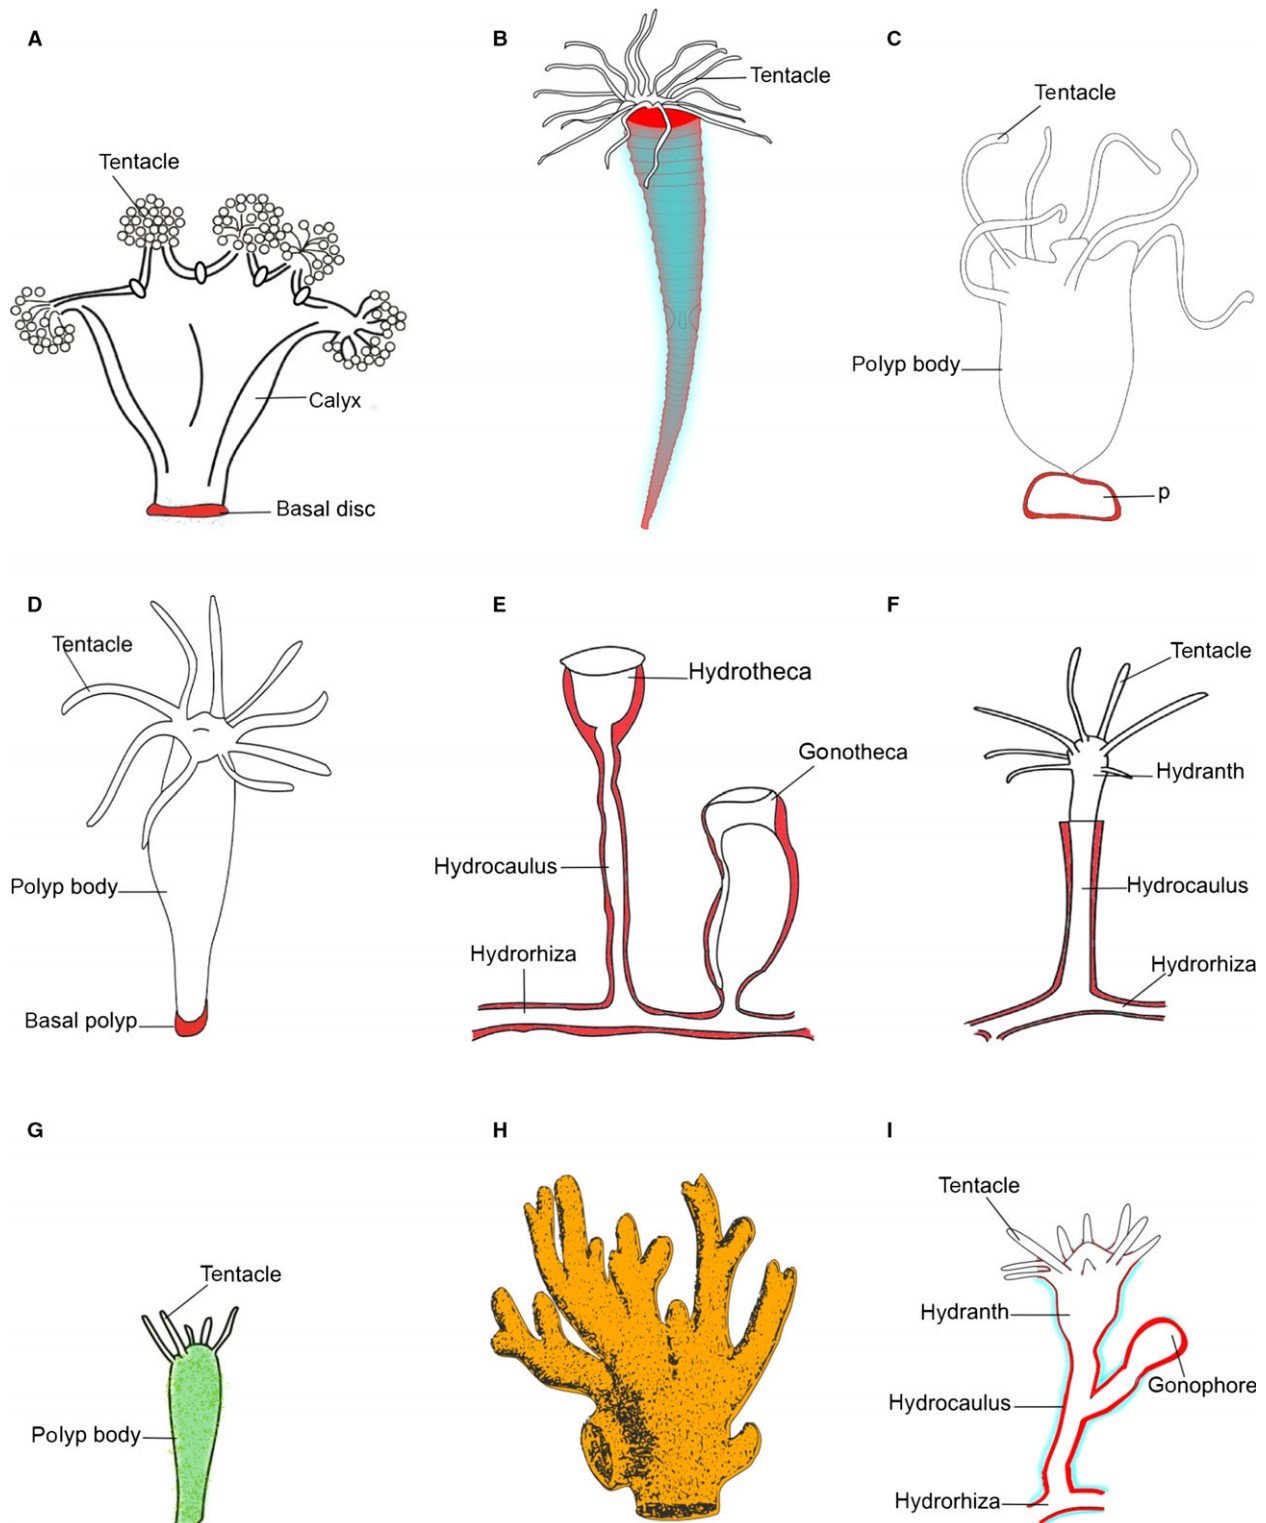 A
B
C
Tentacle
Tentacle
Tentacle
Polyp body
Calyx
Basal disc
p
D
E
F
Tentacle
Hydrotheca
Tentacle
Gonotheca
Hydranth
Polyp body
Hydrocaulus
Hydrocaulus
Hydrorhiza
Hydrorhiza
Basal polyp
G
H
I
Tentacle
Tentacle
Hydranth
Gonophore
Hydrocaulus
Polyp body
Hydrorhiza